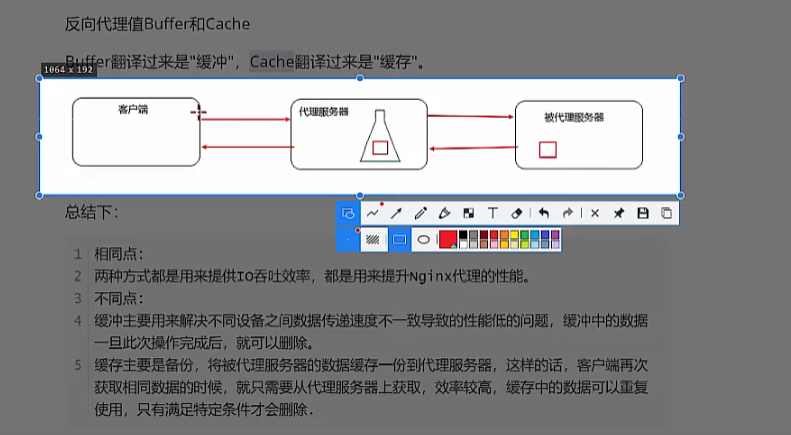 反向代理值Buffer和Cache
Buffer翻译过来是"缓冲"，Cache翻译过来是"缓存"。
1064 x 192
客户端
代理服务器
被代理服务器
总结下：
T
1 相同点：
2 两种方式都是用来提供IO吞吐效率，都是用来提升Nginx代理的性能。
3 不同点：
4 缓冲主要用来解决不同设备之间数据传递速度不一致导致的性能低的问题，缓冲中的数据
一旦此次操作完成后，就可以删除。
5 缓存主要是备份，将被代理服务器的数据缓存一份到代理服务器，这样的话，客户端再次
获取相同数据的时候，就只需要从代理服务器上获取，效率较高，缓存中的数据可以重复
使用，只有满足特定条件才会删除.